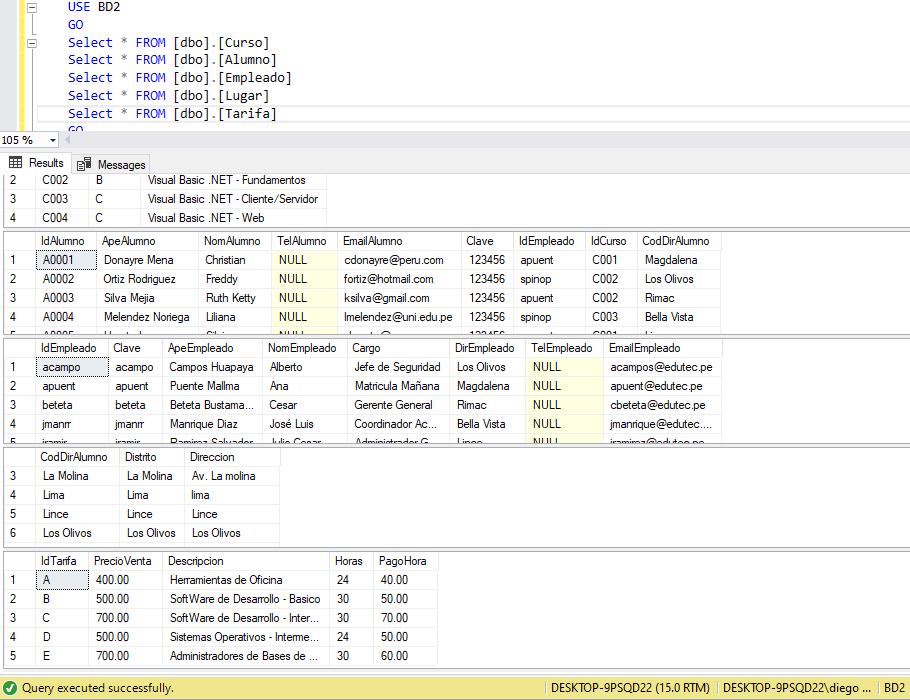 USE BD2
GO
Select * FROM [dbo].[Curso]
Select * FROM [dbo].[Alumno]
Select * FROM [dbo].[Empleado]
Select * FROM [dbo].[Lugar]
Select * FROM [dbo].[Tarifa]
GO
105 %
Results Messages
2 C002 B Visual Basic .NET - Fundamentos
3 C003 C Visual Basic .NET - Cliente/Servidor
4 C004 C Visual Basic .NET - Web
IdAlumno ApeAlumno NomAlumno TelAlumno EmailAlumno Clave IdEmpleado IdCurso CodDirAlumno
1 A0001 Donayre Mena Christian NULL cdonayre@peru.com 123456 apuent C001 Magdalena
2 A0002 Ortiz Rodriguez Freddy NULL fortiz@hotmail.com 123456 spinop C002 Los Olivos
3 A0003 Silva Mejia Ruth Ketty NULL ksilva@gmail.com 123456 apuent C002 Rimac
4 A0004 Melendez Noriega Liliana NULL lmelendez@uni.edu.pe 123456 spinop C003 Bella Vista
5 A0005 NULL 123456 C001
IdEmpleado Clave ApeEmpleado NomEmpleado Cargo DirEmpleado TelEmpleado EmailEmpleado
1 acampo acampo Campos Huapaya Alberto Jefe de Seguridad Los Olivos NULL acampos@edutec.pe
2 apuent apuent Puente Mallma Ana Matricula Mañana Magdalena NULL apuent@edutec.pe
3 beteta beteta Beteta Bustama... Cesar Gerente General Rimac NULL cbeteta@edutec.pe
4 jmanrr jmanrr Manrique Diaz José Luis Coordinador Ac... Bella Vista NULL jmanrique@edutec....
5 jramir jramir Ramirez Salvador Julio Cesar Administrador G... Lince NULL jramirez@edutec.pe
CodDirAlumno Distrito Direccion
3 La Molina La Molina Av. La molina
4 Lima Lima lima
5 Lince Lince Lince
6 Los Olivos Los Olivos Los Olivos
IdTarifa PrecioVenta Descripcion Horas PagoHora
1 A 400.00 Herramientas de Oficina 24 40.00
2 B 500.00 SoftWare de Desarrollo - Basico 30 50.00
3 C 700.00 SoftWare de Desarrollo - Inter... 30 70.00
4 D 500.00 Sistemas Operativos - Interme... 24 50.00
5 E 700.00 Administradores de Bases de ... 30 60.00
Query executed successfully. DESKTOP-9PSQD22 (15.0 RTM) DESKTOP-9PSQD22\diego ... BD2